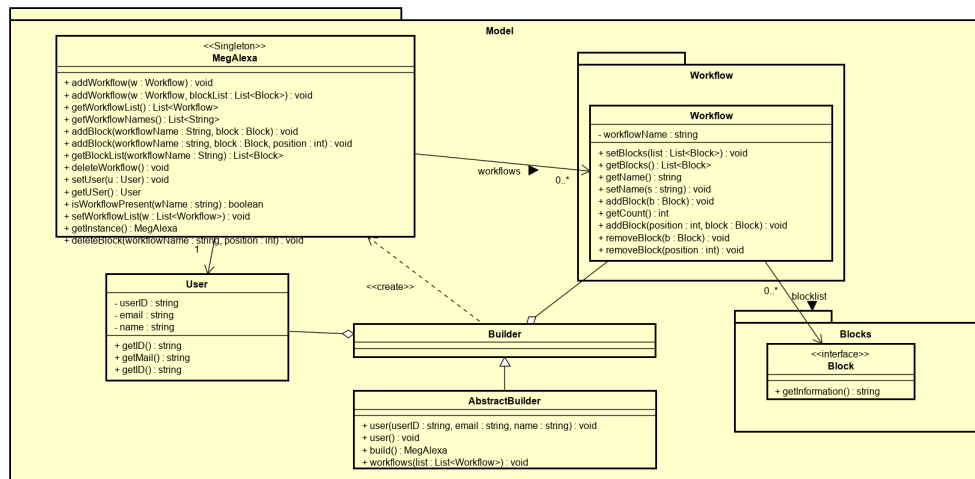 Model
<<Singleton>>
MegAlexa
+ addWorkflow(w : Workflow) : void
+ addWorkflow(w : Workflow, blockList : List<Block>) : void
+ getWorkflowList() : List<Workflow>
+ getWorkflowNames() : List<String>
+ addBlock(workflowName : String, block : Block) : void
+ addBlock(workflowName : string, block : Block, position : int) : void
+ getBlockList(workflowName : String) : List<Block>
+ deleteWorkflow() : void
+ setUser(u : User) : void
+ getUSer() : User
+ isWorkflowPresent(wName : string) : boolean
+ setWorkflowList(w : List<Workflow>) : void
+ getInstance() : MegAlexa
+ deleteBlock(workflowName : string, position : int) : void
Workflow
Workflow
- workflowName : string
+ setBlocks(list : List<Block>) : void
+ getBlocks() : List<Block>
+ getName() : string
+ setName(s : string) : void
+ addBlock(b : Block) : void
+ getCount() : int
+ addBlock(position : int, block : Block) : void
+ removeBlock(b : Block) : void
+ removeBlock(position : int) : void
workflows
0..*
1
User
- userID : string
- email : string
- name : string
+ getID() : string
+ getMail() : string
+ getID() : string
<<create>>
Builder
AbstractBuilder
+ user(userID : string, email : string, name : string) : void
+ user() : void
+ build() : MegAlexa
+ workflows(list : List<Workflow>) : void
0..*
blocklist
Blocks
<<interface>>
Block
+ getInformation() : string